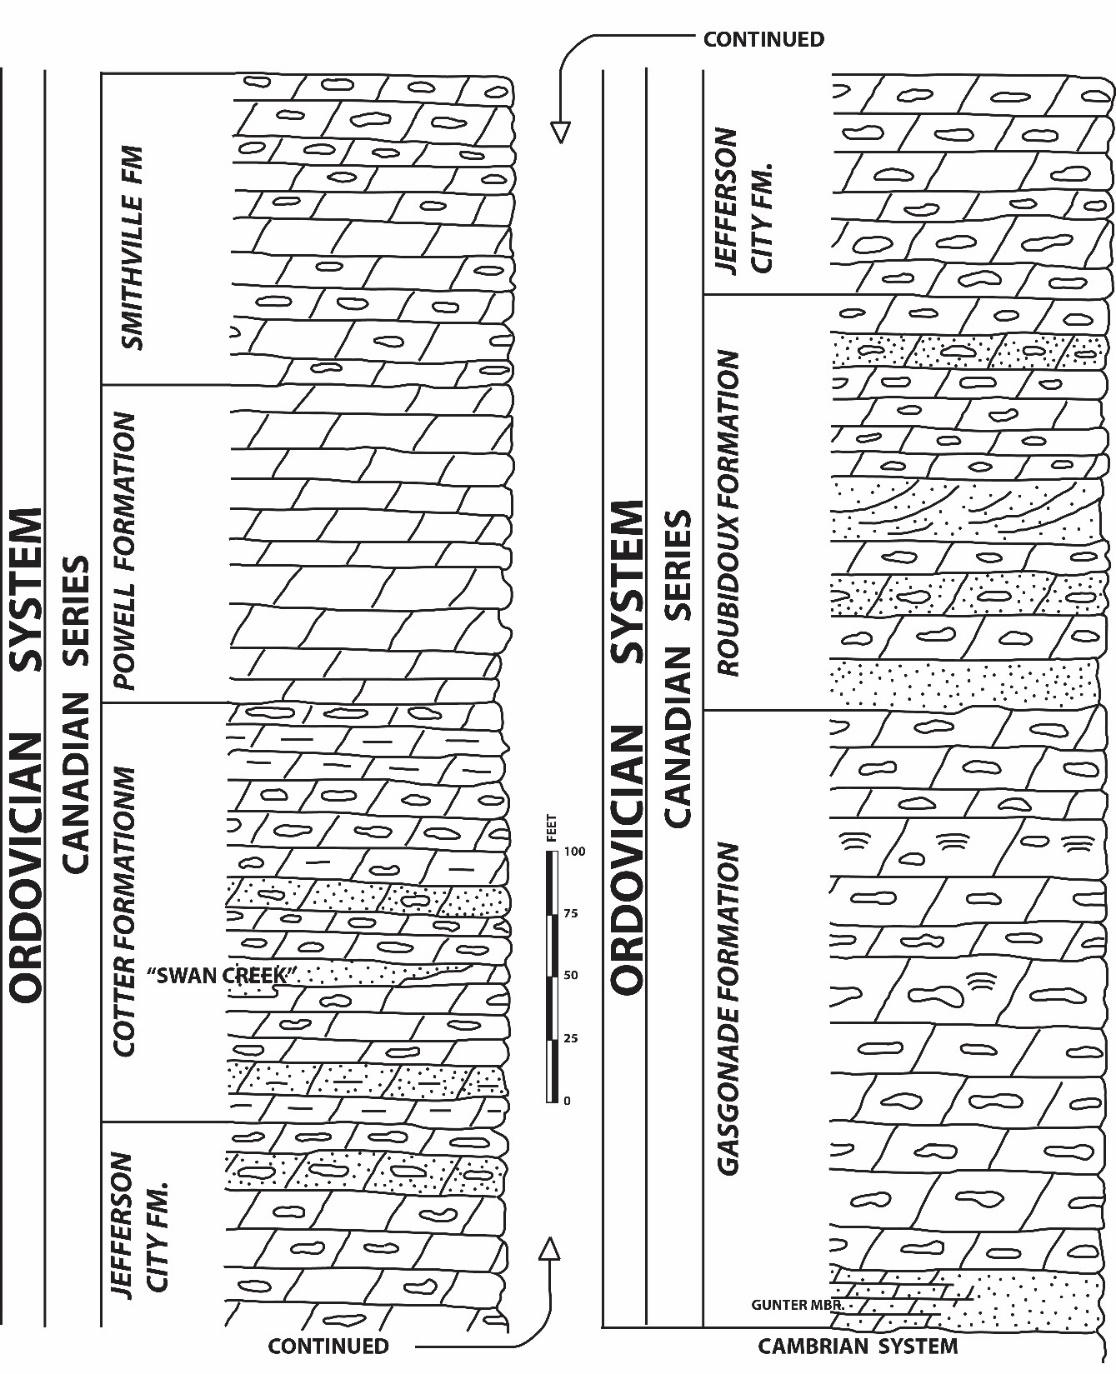 CONTINUED
ORDOVICIAN SYSTEM
CANADIAN SERIES
SMITHVILLE FM
POWELL FORMATION
COTTER FORMATIONM
"SWAN CREEK"
JEFFERSON
CITY FM.
CONTINUED
FEET
100
75
50
25
0
ORDOVICIAN SYSTEM
CANADIAN SERIES
JEFFERSON
CITY FM.
ROUBIDOUX FORMATION
GASGONADE FORMATION
GUNTER MBR.
CAMBRIAN SYSTEM